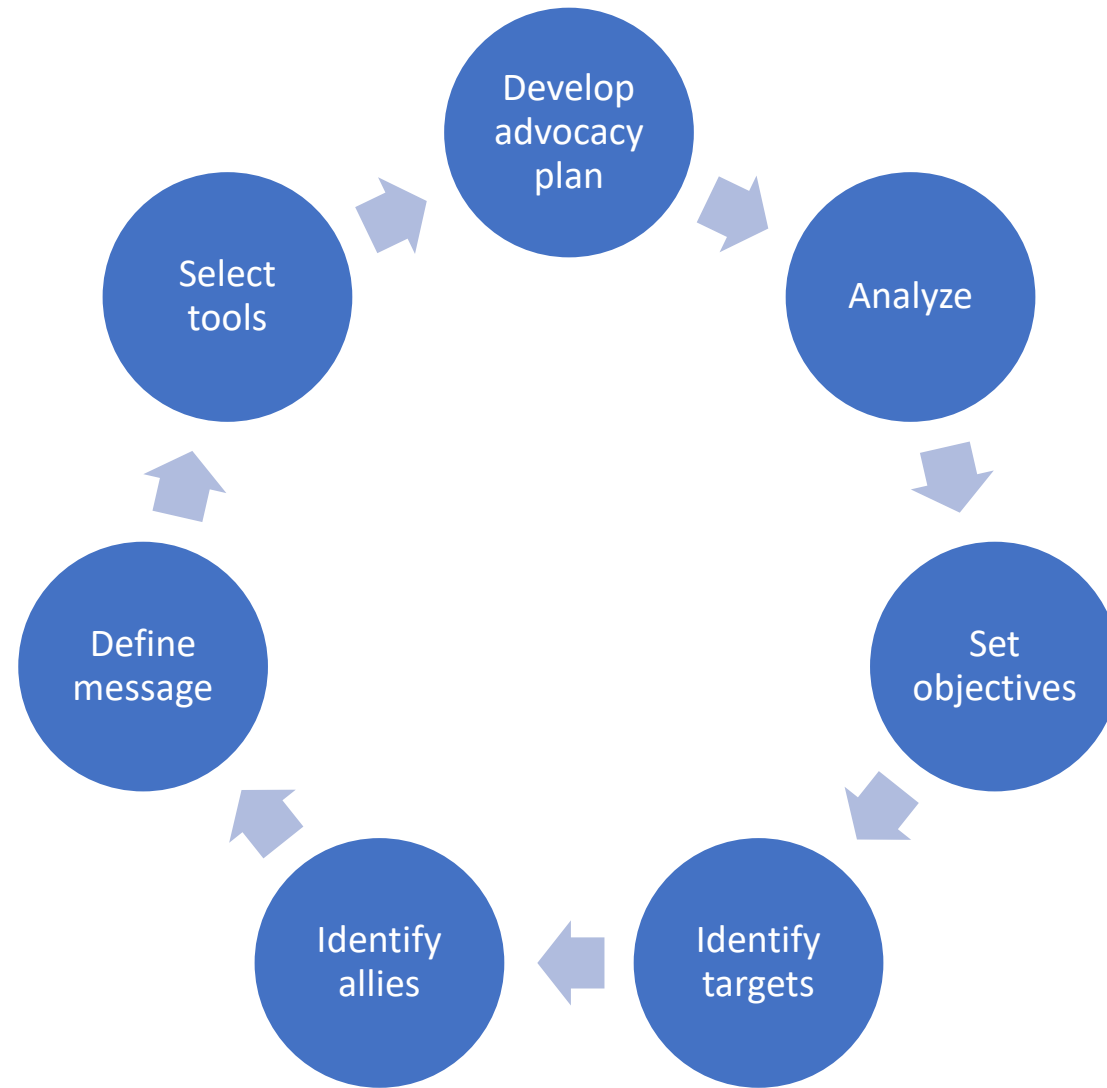 Develop
advocacy
plan
Analyze
Set
objectives
Identify
targets
Identify
allies
Define
message
Select
tools